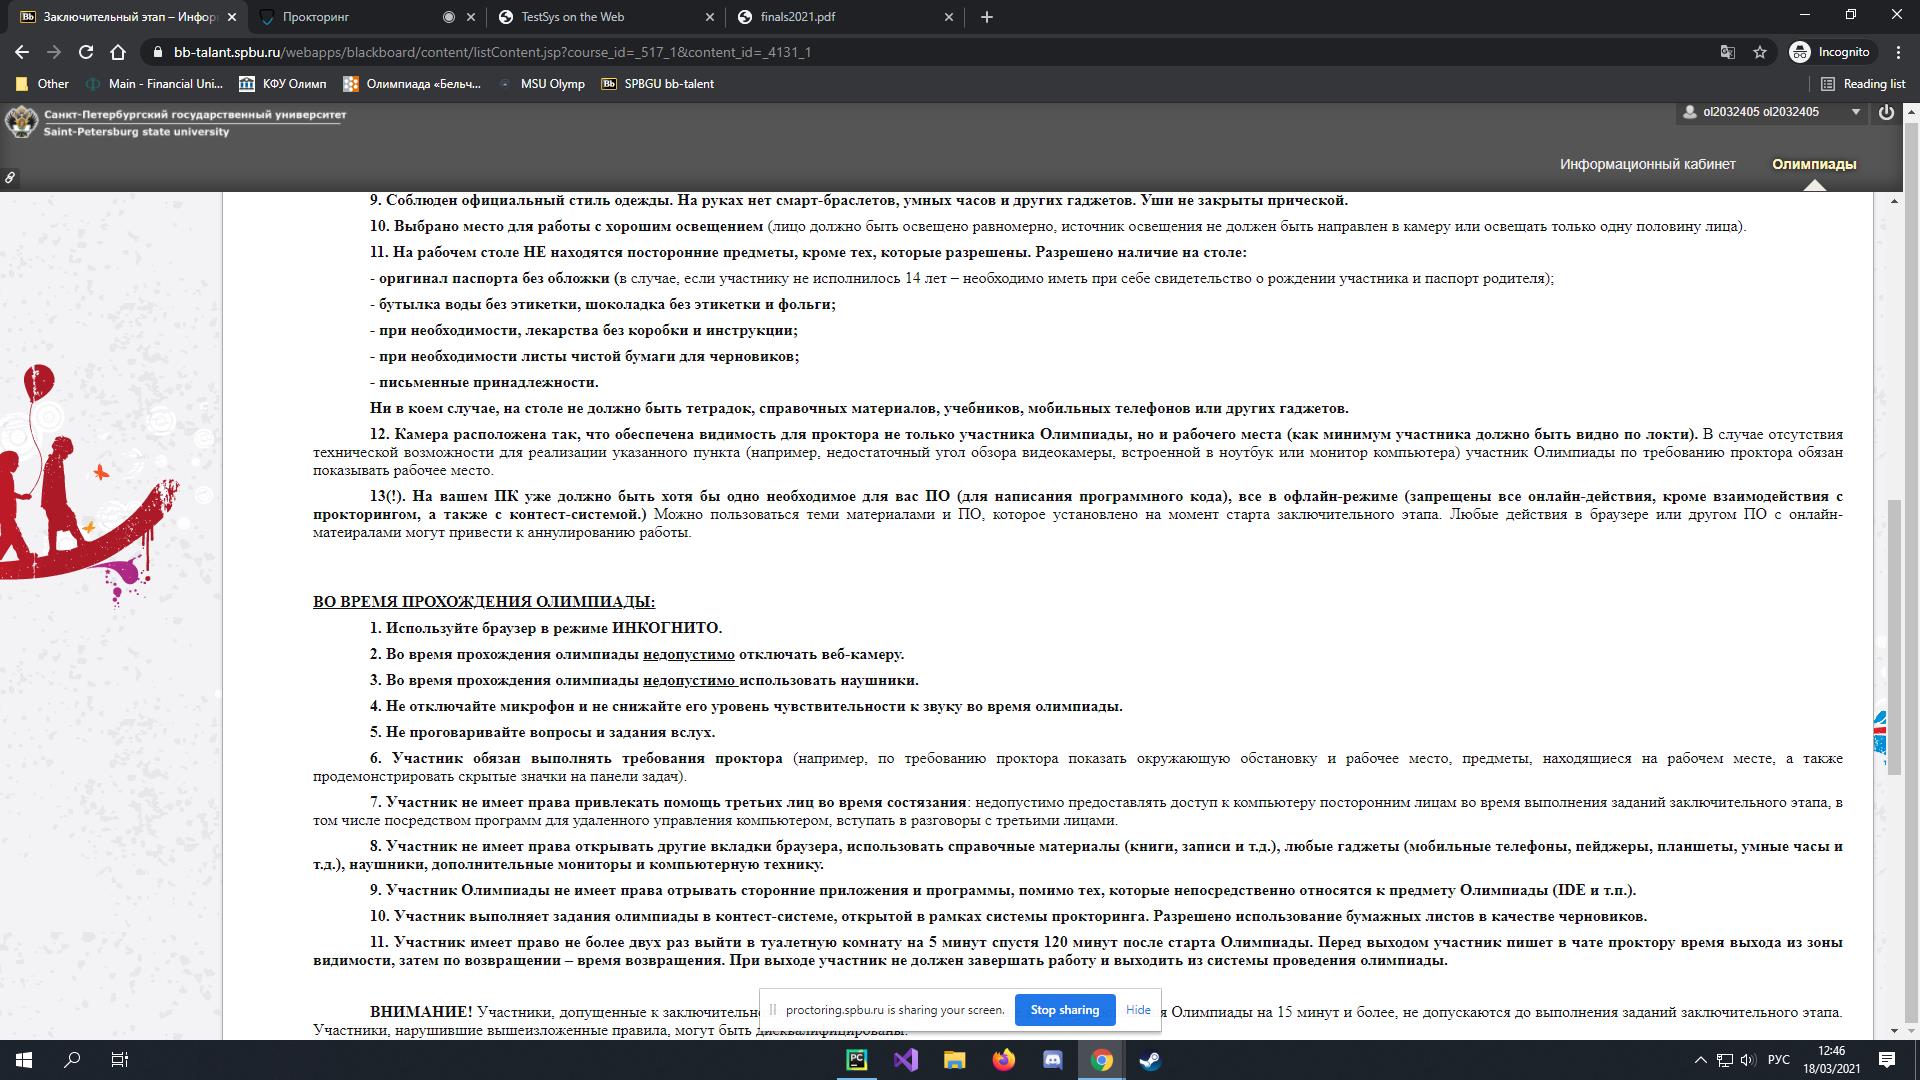 Заключительный этап – Инфор
Прокторинг
TestSys on the Web
finals2021.pdf
bb-talant.spbu.ru/webapps/blackboard/content/listContent.jsp?course_id=_517_1&content_id=_4131_1
Incognito
Other
Main - Financial Uni...
КФУ Олимп
Олимпиада «Бельч...
MSU Olymp
Bb
SPBGU bb-talent
Reading list
Санкт-Петербургский государственный университет
Saint-Petersburg state university
ol2032405 ol2032405
Информационный кабинет
Олимпиады
9. Соблюден официальный стиль одежды. На руках нет смарт-браслетов, умных часов и других гаджетов. Уши не закрыты прической.
10. Выбрано место для работы с хорошим освещением (лицо должно быть освещено равномерно, источник освещения не должен быть направлен в камеру или освещать только одну половину лица).
11. На рабочем столе НЕ находятся посторонние предметы, кроме тех, которые разрешены. Разрешено наличие на столе:
- оригинал паспорта без обложки (в случае, если участнику не исполнилось 14 лет – необходимо иметь при себе свидетельство о рождении участника и паспорт родителя);
- бутылка воды без этикетки, шоколадка без этикетки и фольги;
- при необходимости, лекарства без коробки и инструкции;
- при необходимости листы чистой бумаги для черновиков;
- письменные принадлежности.
Ни в коем случае, на столе не должно быть тетрадок, справочных материалов, учебников, мобильных телефонов или других гаджетов.
12. Камера расположена так, что обеспечена видимость для проктора не только участника Олимпиады, но и рабочего места (как минимум участника должно быть видно по локти). В случае отсутствия
технической возможности для реализации указанного пункта (например, недостаточный угол обзора видеокамеры, встроенной в ноутбук или монитор компьютера) участник Олимпиады по требованию проктора обязан
показывать рабочее место.
13(!). На вашем ПК уже должно быть хотя бы одно необходимое для вас ПО (для написания программного кода), все в офлайн-режиме (запрещены все онлайн-действия, кроме взаимодействия с
прокторингом, а также с контест-системой.) Можно пользоваться теми материалами и ПО, которое установлено на момент старта заключительного этапа. Любые действия в браузере или другом ПО с онлайн-
матеиралами могут привести к аннулированию работы.
ВО ВРЕМЯ ПРОХОЖДЕНИЯ ОЛИМПИАДЫ:
1. Используйте браузер в режиме ИНКОГНИТО.
2. Во время прохождения олимпиады недопустимо отключать веб-камеру.
3. Во время прохождения олимпиады недопустимо использовать наушники.
4. Не отключайте микрофон и не снижайте его уровень чувствительности к звуку во время олимпиады.
5. Не проговаривайте вопросы и задания вслух.
6. Участник обязан выполнять требования проктора (например, по требованию проктора показать окружающую обстановку и рабочее место, предметы, находящиеся на рабочем месте, а также
продемонстрировать скрытые значки на панели задач).
7. Участник не имеет права привлекать помощь третьих лиц во время состязания: недопустимо предоставлять доступ к компьютеру посторонним лицам во время выполнения заданий заключительного этапа, в
том числе посредством программ для удаленного управления компьютером, вступать в разговоры с третьими лицами.
8. Участник не имеет права открывать другие вкладки браузера, использовать справочные материалы (книги, записи и т.д.), любые гаджеты (мобильные телефоны, пейджеры, планшеты, умные часы и
т.д.), наушники, дополнительные мониторы и компьютерную технику.
9. Участник Олимпиады не имеет права отрывать сторонние приложения и программы, помимо тех, которые непосредственно относятся к предмету Олимпиады (IDE и т.п.).
10. Участник выполняет задания олимпиады в контест-системе, открытой в рамках системы прокторинга. Разрешено использование бумажных листов в качестве черновиков.
11. Участник имеет право не более двух раз выйти в туалетную комнату на 5 минут спустя 120 минут после старта Олимпиады. Перед выходом участник пишет в чате проктору время выхода из зоны
видимости, затем по возвращении – время возвращения. При выходе участник не должен завершать работу и выходить из системы проведения олимпиады.
ВНИМАНИЕ! Участники, допущенные к заключительно Олимпиады на 15 минут и более, не допускаются до выполнения заданий заключительного этапа.
Участники, нарушившие вышеизложенные правила, могут быть дисквалифицированы.
proctoring.spbu.ru is sharing your screen.
Stop sharing
Hide
РУС
12:46
18/03/2021